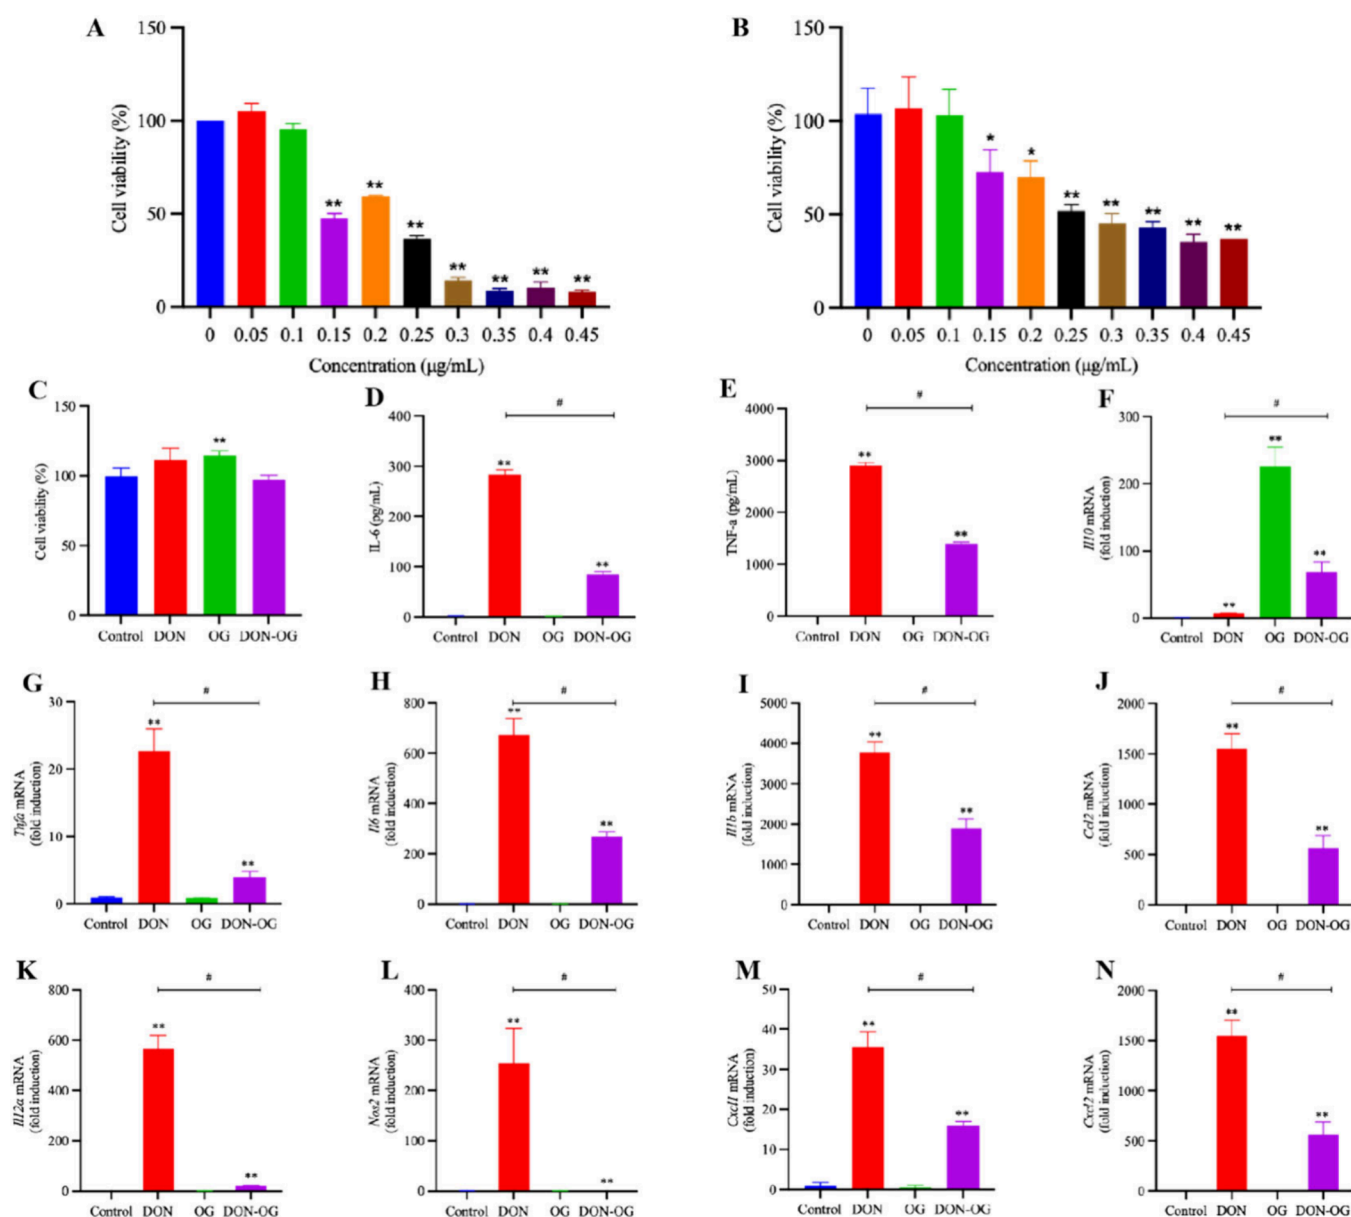 A
150
100
50
0
Cell viability (%)
** ** ** ** ** ** **
0 0.05 0.1 0.15 0.2 0.25 0.3 0.35 0.4 0.45
Concentration (μg/mL)
B
150
100
50
0
Cell viability (%)
* * ** ** ** ** **
0 0.05 0.1 0.15 0.2 0.25 0.3 0.35 0.4 0.45
Concentration (μg/mL)
C
150
100
50
0
Cell viability (%)
**
Control DON OG DON-OG
D
400
300
200
100
0
IL-6 (pg/mL)
#
** **
Control DON OG DON-OG
E
4000
3000
2000
1000
0
TNF-a (pg/mL)
#
** **
Control DON OG DON-OG
F
300
200
100
0
Il10 mRNA
(fold induction)
#
** ** **
Control DON OG DON-OG
G
30
20
10
0
Tnfa mRNA
(fold induction)
#
** **
Control DON OG DON-OG
H
800
600
400
200
0
Il6 mRNA
(fold induction)
#
** **
Control DON OG DON-OG
I
5000
4000
3000
2000
1000
0
Il1b mRNA
(fold induction)
#
** **
Control DON OG DON-OG
J
2000
1500
1000
500
0
Ccl2 mRNA
(fold induction)
#
** **
Control DON OG DON-OG
K
800
600
400
200
0
Il12α mRNA
(fold induction)
#
** **
Control DON OG DON-OG
L
400
300
200
100
0
Nos2 mRNA
(fold induction)
#
** **
Control DON OG DON-OG
M
50
40
30
20
10
0
Cxcl1 mRNA
(fold induction)
#
** **
Control DON OG DON-OG
N
2000
1500
1000
500
0
Cxcl2 mRNA
(fold induction)
#
** **
Control DON OG DON-OG